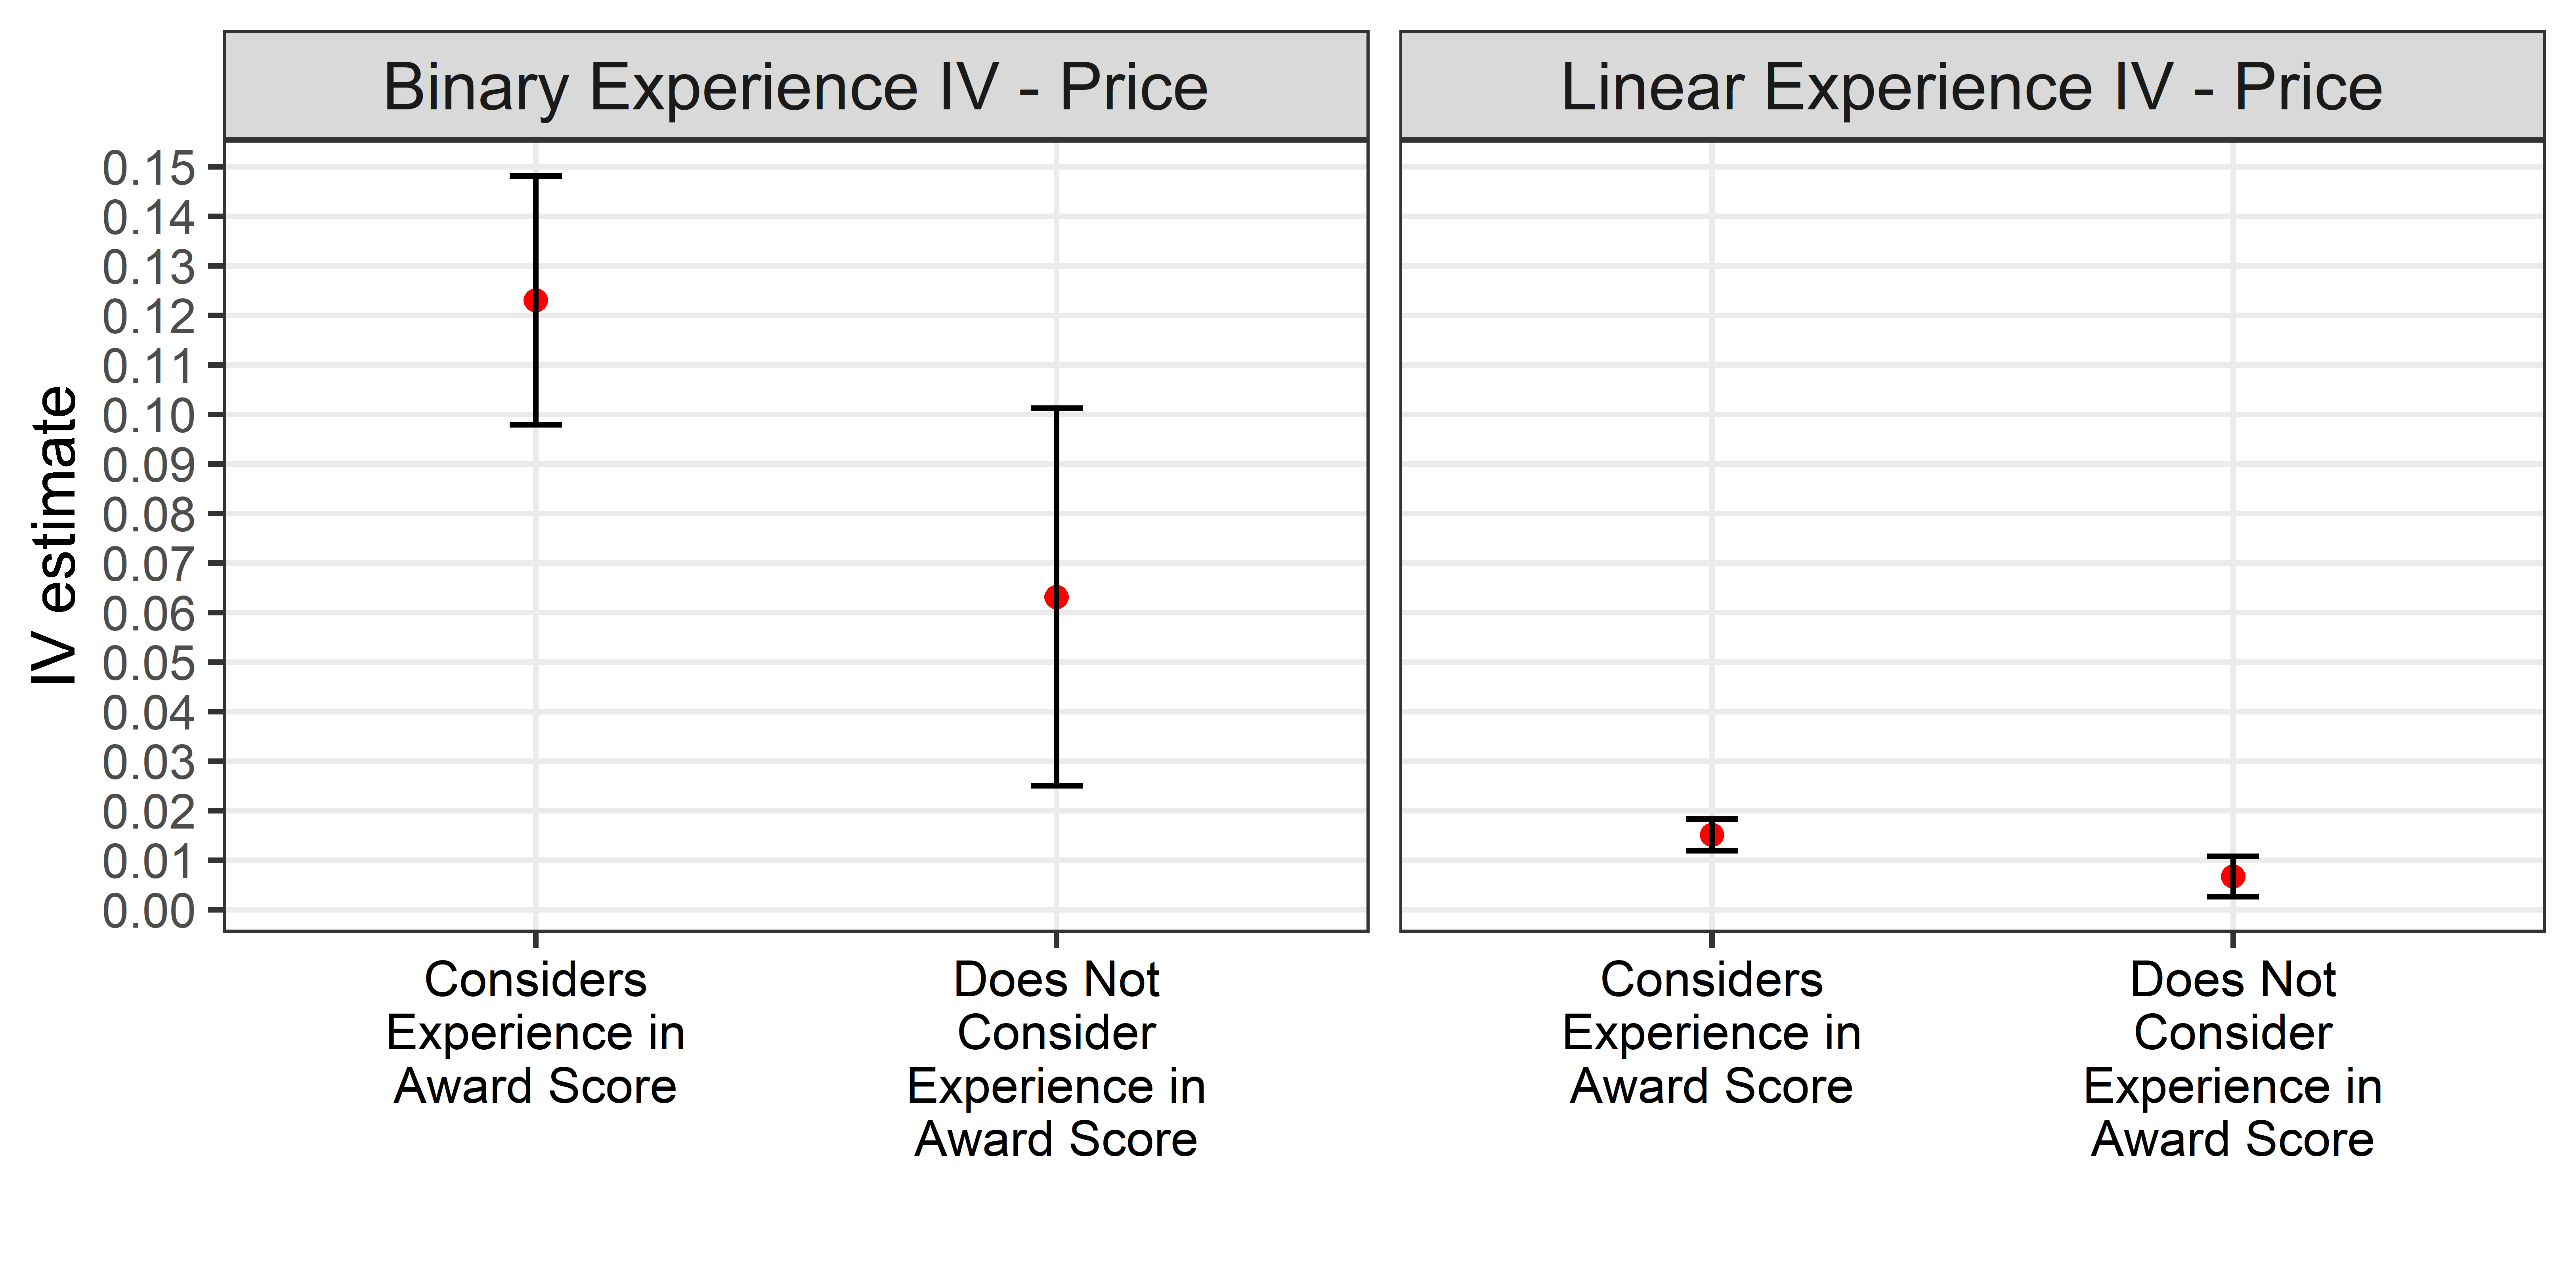 Binary Experience IV - Price
Linear Experience IV - Price
IV estimate
0.15
0.14
0.13
0.12
0.11
0.10
0.09
0.08
0.07
0.06
0.05
0.04
0.03
0.02
0.01
0.00
Considers
Experience in
Award Score
Does Not
Consider
Experience in
Award Score
Considers
Experience in
Award Score
Does Not
Consider
Experience in
Award Score